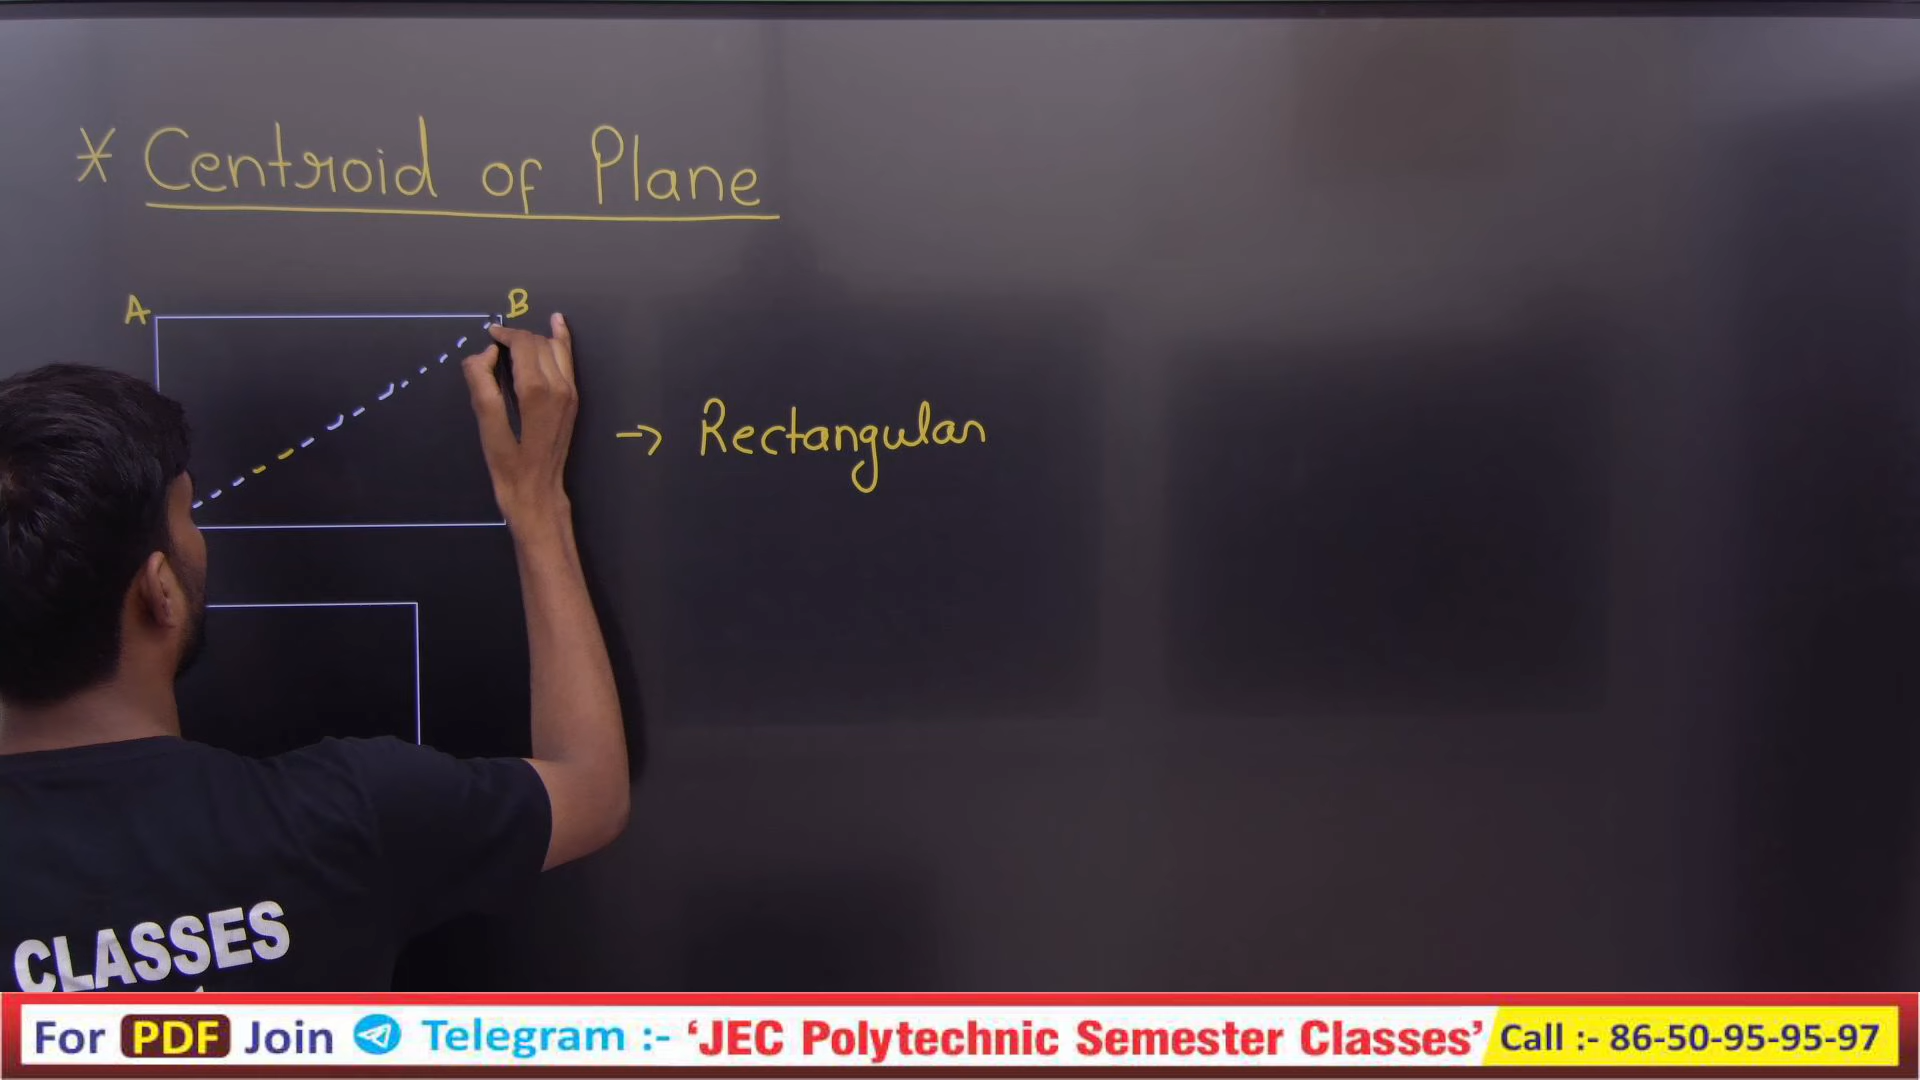 * Centroid of Plane
A
B
→ Rectangular
CLASSES
For PDF Join Telegram :- ‘JEC Polytechnic Semester Classes’ Call :- 86-50-95-95-97